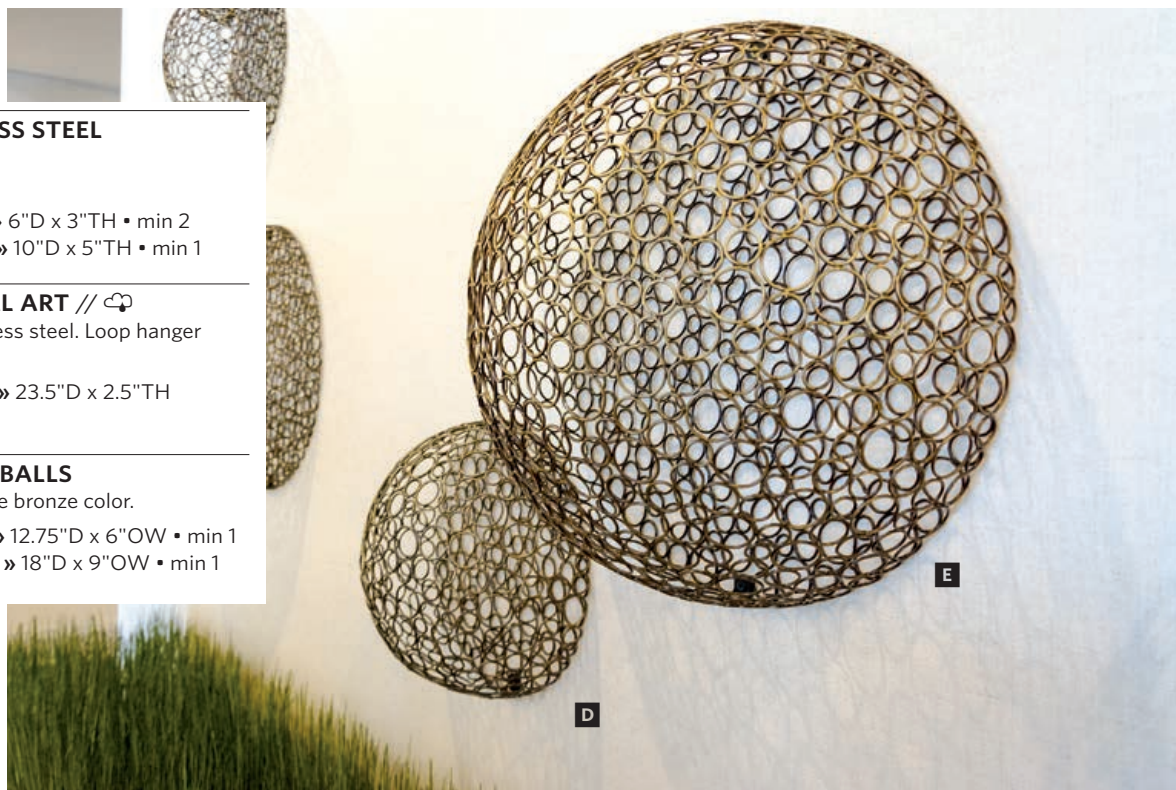 SS STEEL
» 6"D x 3"TH • min 2
» 10"D x 5"TH • min 1
L ART //
ess steel. Loop hanger
» 23.5"D x 2.5"TH
BALLS
e bronze color.
» 12.75"D x 6"OW • min 1
» 18"D x 9"OW • min 1
E
D